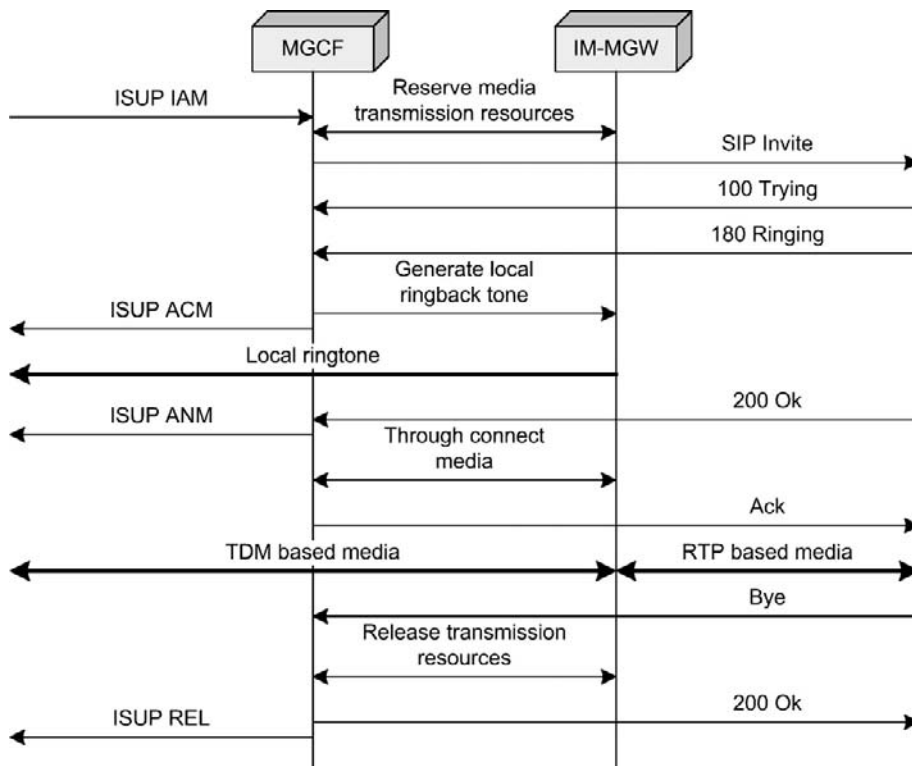 MGCF
IM-MGW
ISUP IAM
Reserve media
transmission resources
SIP Invite
100 Trying
180 Ringing
Generate local
ringback tone
ISUP ACM
Local ringtone
200 Ok
ISUP ANM
Through connect
media
Ack
TDM based media
RTP based media
Bye
Release transmission
resources
200 Ok
ISUP REL